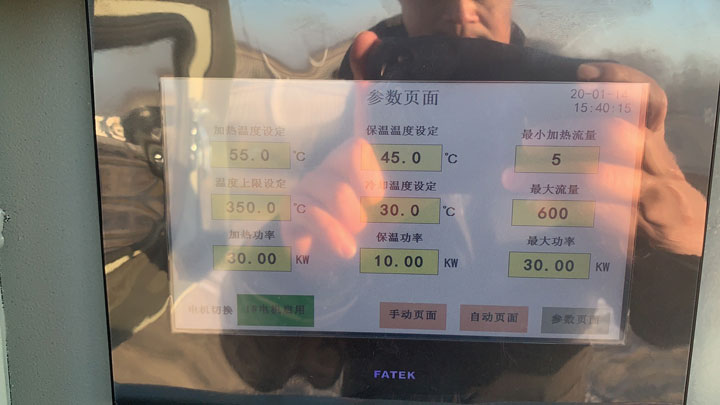 参数页面
20-01-14
15:40:15
加热温度设定 保温温度设定 最小加热流量
55.0 ℃ 45.0 ℃ 5
温度上限设定 冷却温度设定 最大流量
350.0 ℃ 30.0 ℃ 600
加热功率 保温功率 最大功率
30.00 KW 10.00 KW 30.00 KW
电机切换 电机启用 手动页面 自动页面 参数页面
FATEK